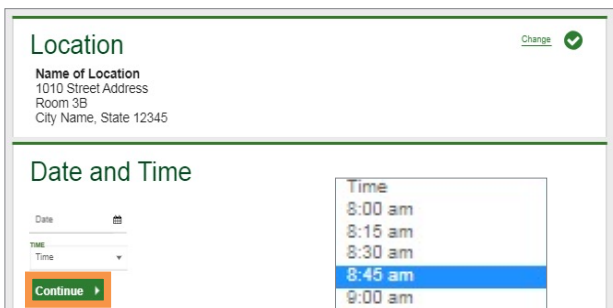 Location
Change
Name of Location
1010 Street Address
Room 3B
City Name, State 12345
Date and Time
Date
TIME
Time
Continue
Time
8:00 am
8:15 am
8:30 am
8:45 am
9:00 am